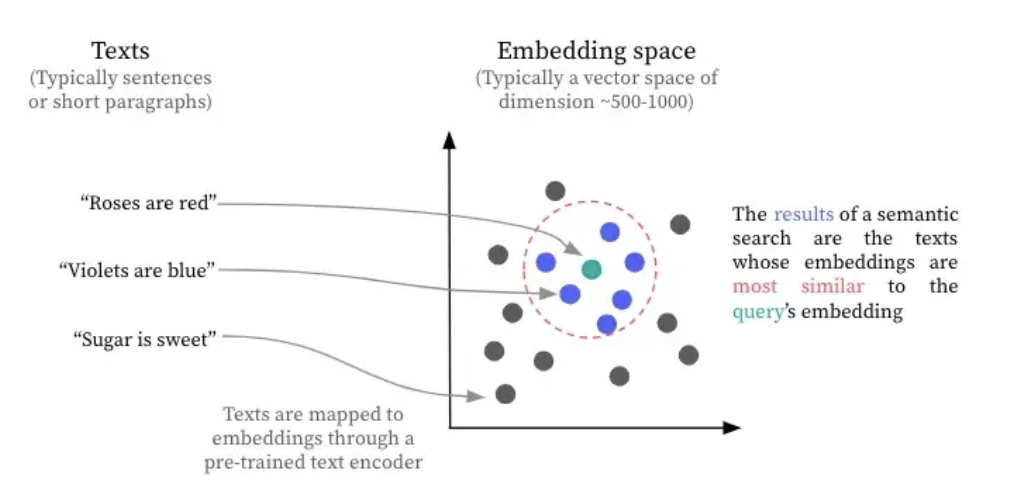 Texts
(Typically sentences
or short paragraphs)
Embedding space
(Typically a vector space of
dimension ~500-1000)
“Roses are red”
“Violets are blue”
“Sugar is sweet”
Texts are mapped to
embeddings through a
pre-trained text encoder
The results of a semantic
search are the texts
whose embeddings are
most similar to the
query’s embedding